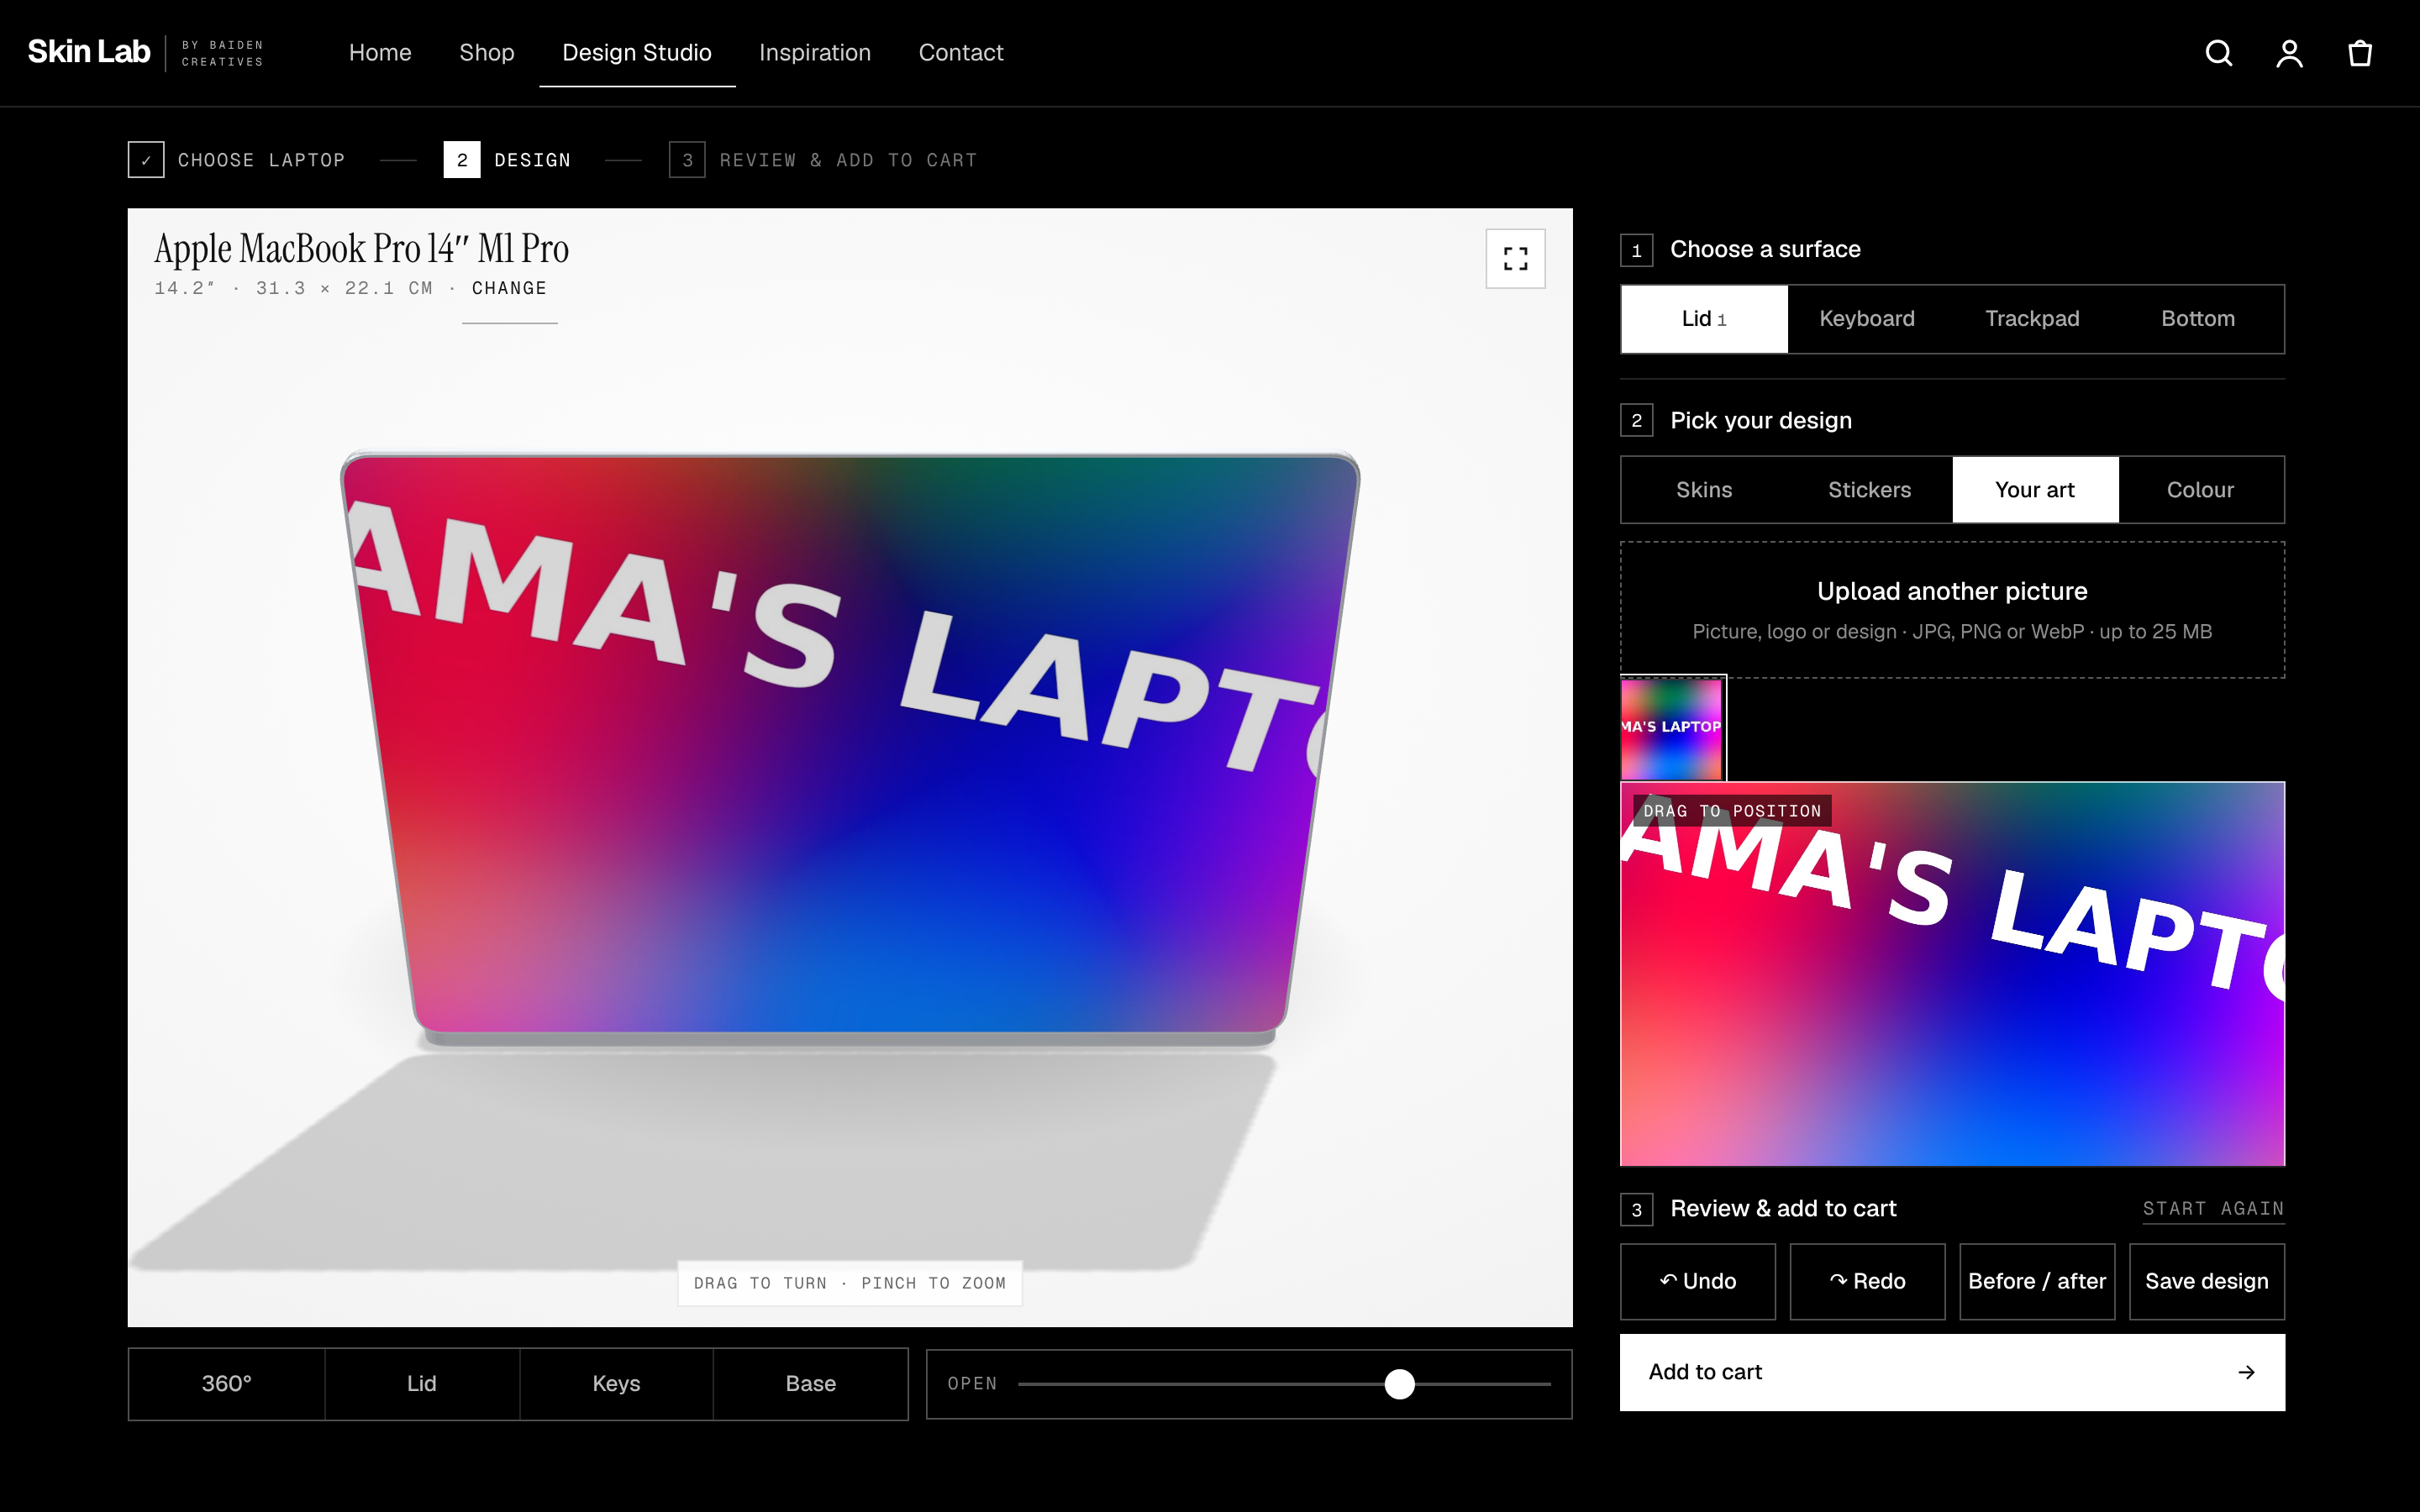 Skin Lab
BY BAIDEN
CREATIVES
Home
Shop
Design Studio
Inspiration
Contact
✓ CHOOSE LAPTOP
2 DESIGN
3 REVIEW & ADD TO CART
Apple MacBook Pro 14″ M1 Pro
14.2″ · 31.3 × 22.1 CM · CHANGE
AMA'S LAPTO
DRAG TO TURN · PINCH TO ZOOM
360°
Lid
Keys
Base
OPEN
1 Choose a surface
Lid 1
Keyboard
Trackpad
Bottom
2 Pick your design
Skins
Stickers
Your art
Colour
Upload another picture
Picture, logo or design · JPG, PNG or WebP · up to 25 MB
MA'S LAPTOP
DRAG TO POSITION
AMA'S LAPTO
3 Review & add to cart
START AGAIN
↶ Undo
↷ Redo
Before / after
Save design
Add to cart →